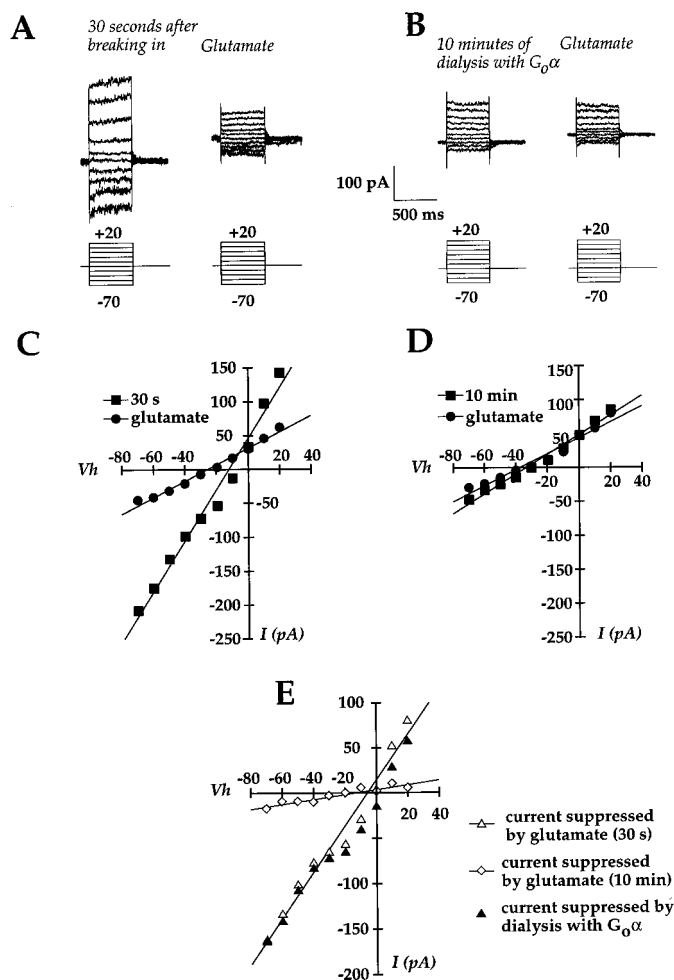 A
30 seconds after
breaking in
Glutamate
B
10 minutes of
dialysis with GOα
Glutamate
100 pA
500 ms
+20
-70
+20
-70
+20
-70
+20
-70
C
30 s
glutamate
Vh
-80 -60 -40 -20
20 40
150
100
50
-50
-100
-150
-200
-250
I (pA)
D
10 min
glutamate
Vh
-80 -60 -40 -20
20 40
150
100
50
-50
-100
-150
-200
-250
I (pA)
E
100
50
Vh
-80 -60 -40 -20
20 40
-50
-100
-150
-200
I (pA)
current suppressed
by glutamate (30 s)
current suppressed
by glutamate (10 min)
current suppressed by
dialysis with GOα